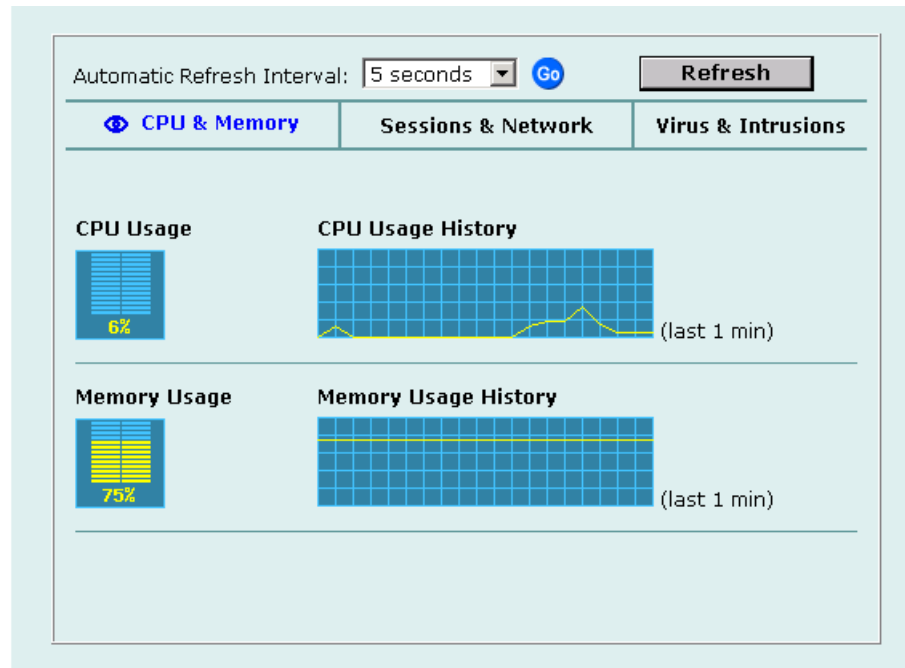 Automatic Refresh Interval: 5 seconds Go Refresh
CPU & Memory Sessions & Network Virus & Intrusions
CPU Usage CPU Usage History
6%
(last 1 min)
Memory Usage Memory Usage History
75%
(last 1 min)